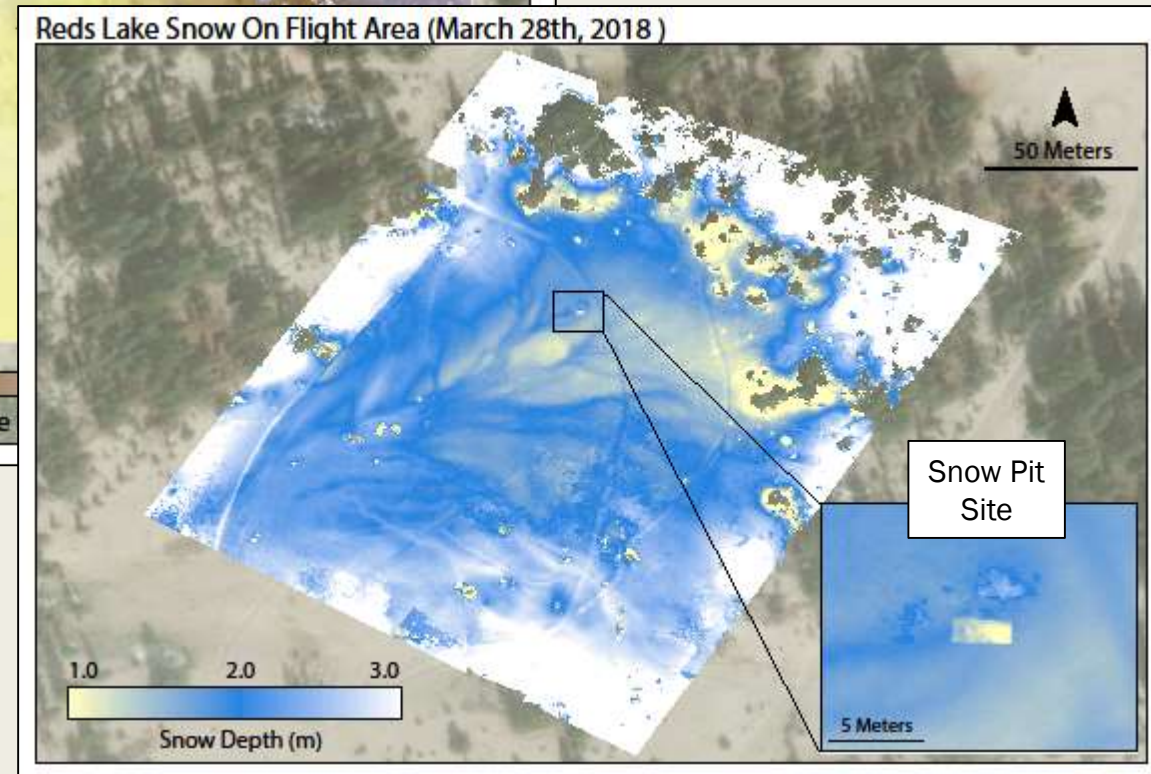 Reds Lake Snow On Flight Area (March 28th, 2018 )
50 Meters
e
Snow Pit
Site
1.0 2.0 3.0
Snow Depth (m)
5 Meters